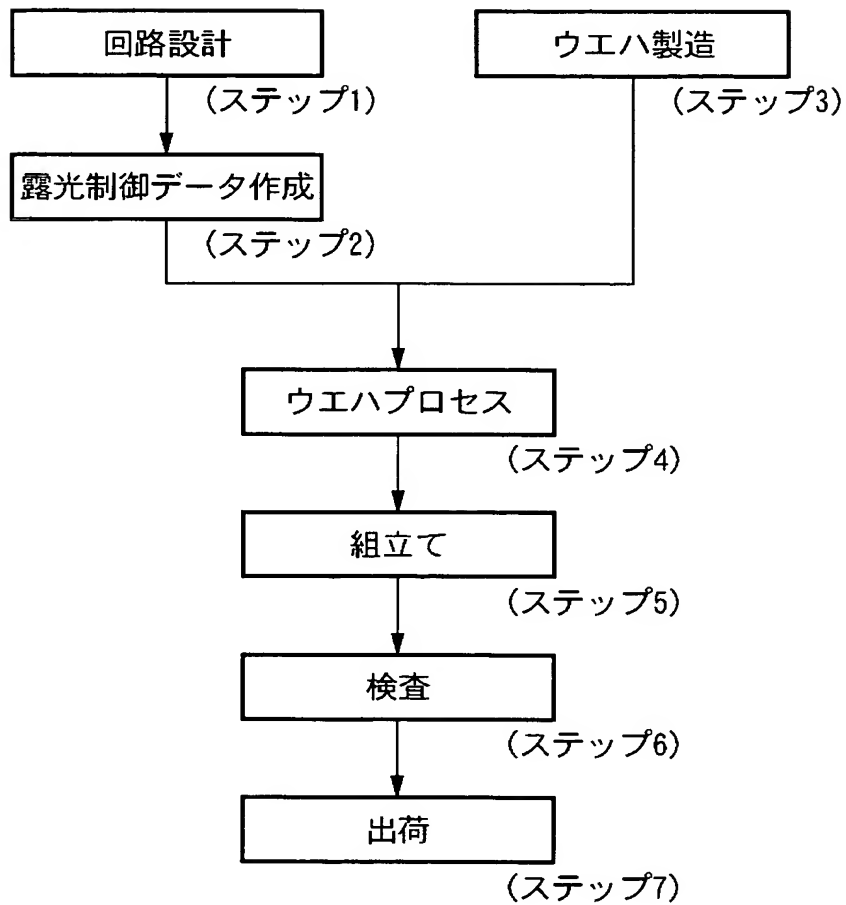 回路設計
(ステップ1)
ウエハ製造
(ステップ3)
露光制御データ作成
(ステップ2)
ウエハプロセス
(ステップ4)
組立て
(ステップ5)
検査
(ステップ6)
出荷
(ステップ7)